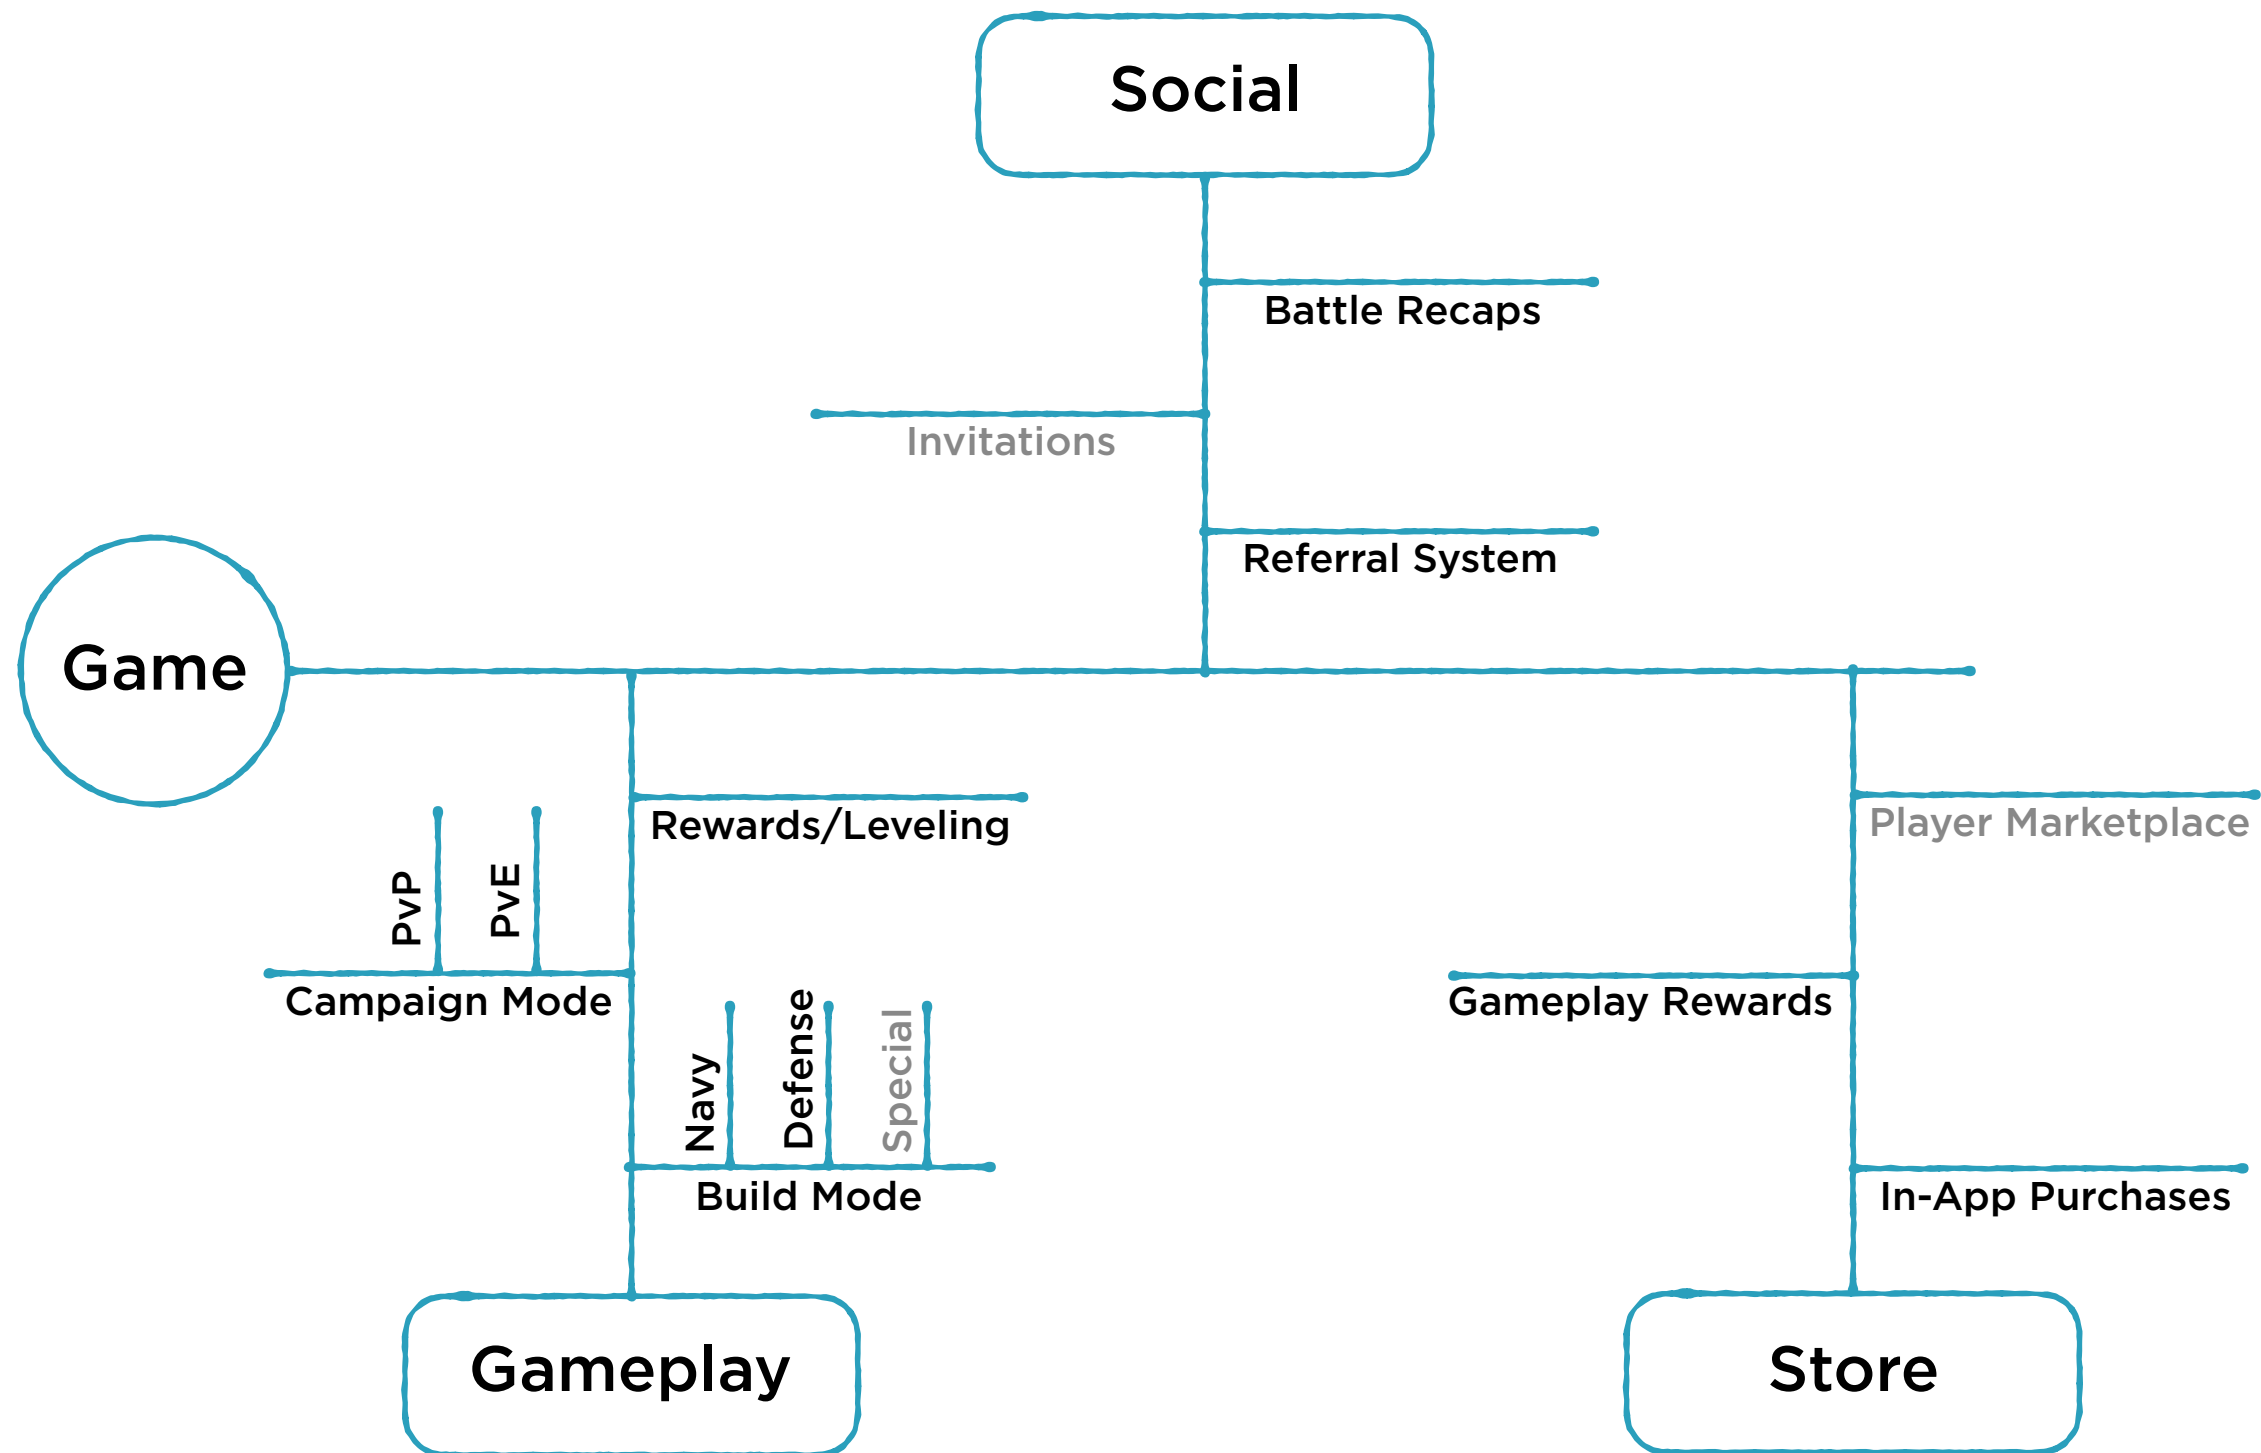 Social
Battle Recaps
Invitations
Referral System
Game
Rewards/Leveling
Player Marketplace
PvP
PvE
Campaign Mode
Gameplay Rewards
Navy
Defense
Special
Build Mode
In-App Purchases
Gameplay
Store